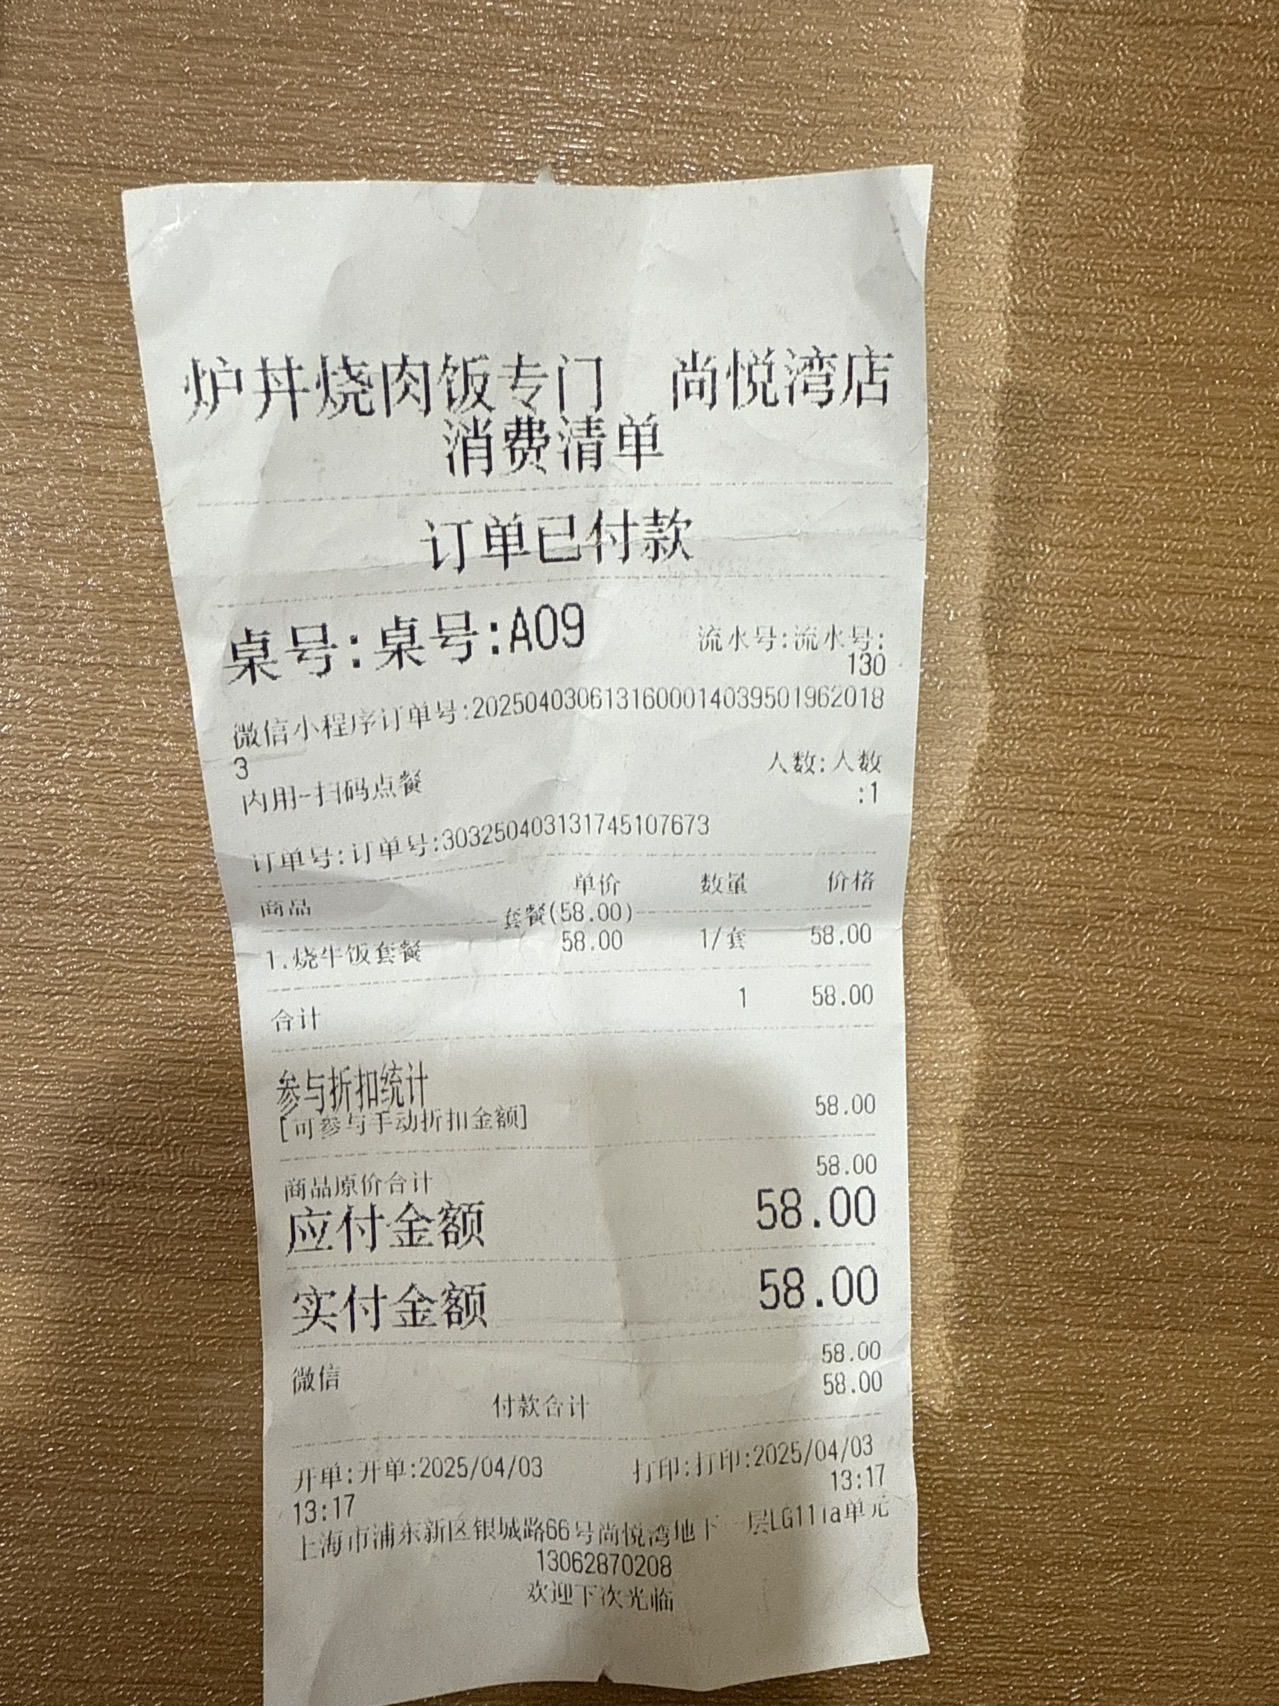 炉丼烧肉饭专门 尚悦湾店
消费清单
订单已付款
桌号:桌号:A09
流水号:流水号:
130
微信小程序订单号:202504030613160001403950196​2018
3
内用-扫码点餐
人数:人数
:1
订单号:订单号:303250403131745107673
商品 单价 数量 价格
套餐(58.00)
1.烧牛饭套餐 58.00 1/套 58.00
合计 1 58.00
参与折扣统计
[可参与手动折扣金额] 58.00
商品原价合计 58.00
应付金额 58.00
实付金额 58.00
微信 58.00
付款合计 58.00
开单:开单:2025/04/03
13:17
打印:打印:2025/04/03
13:17
上海市浦东新区银城路66号尚悦湾地下一层LG111a单元
13062870208
欢迎下次光临